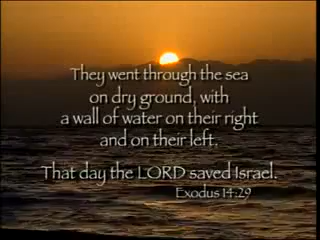 They went through the sea
on dry ground, with
a wall of water on their right
and on their left.
That day the LORD saved Israel.
Exodus 14:29